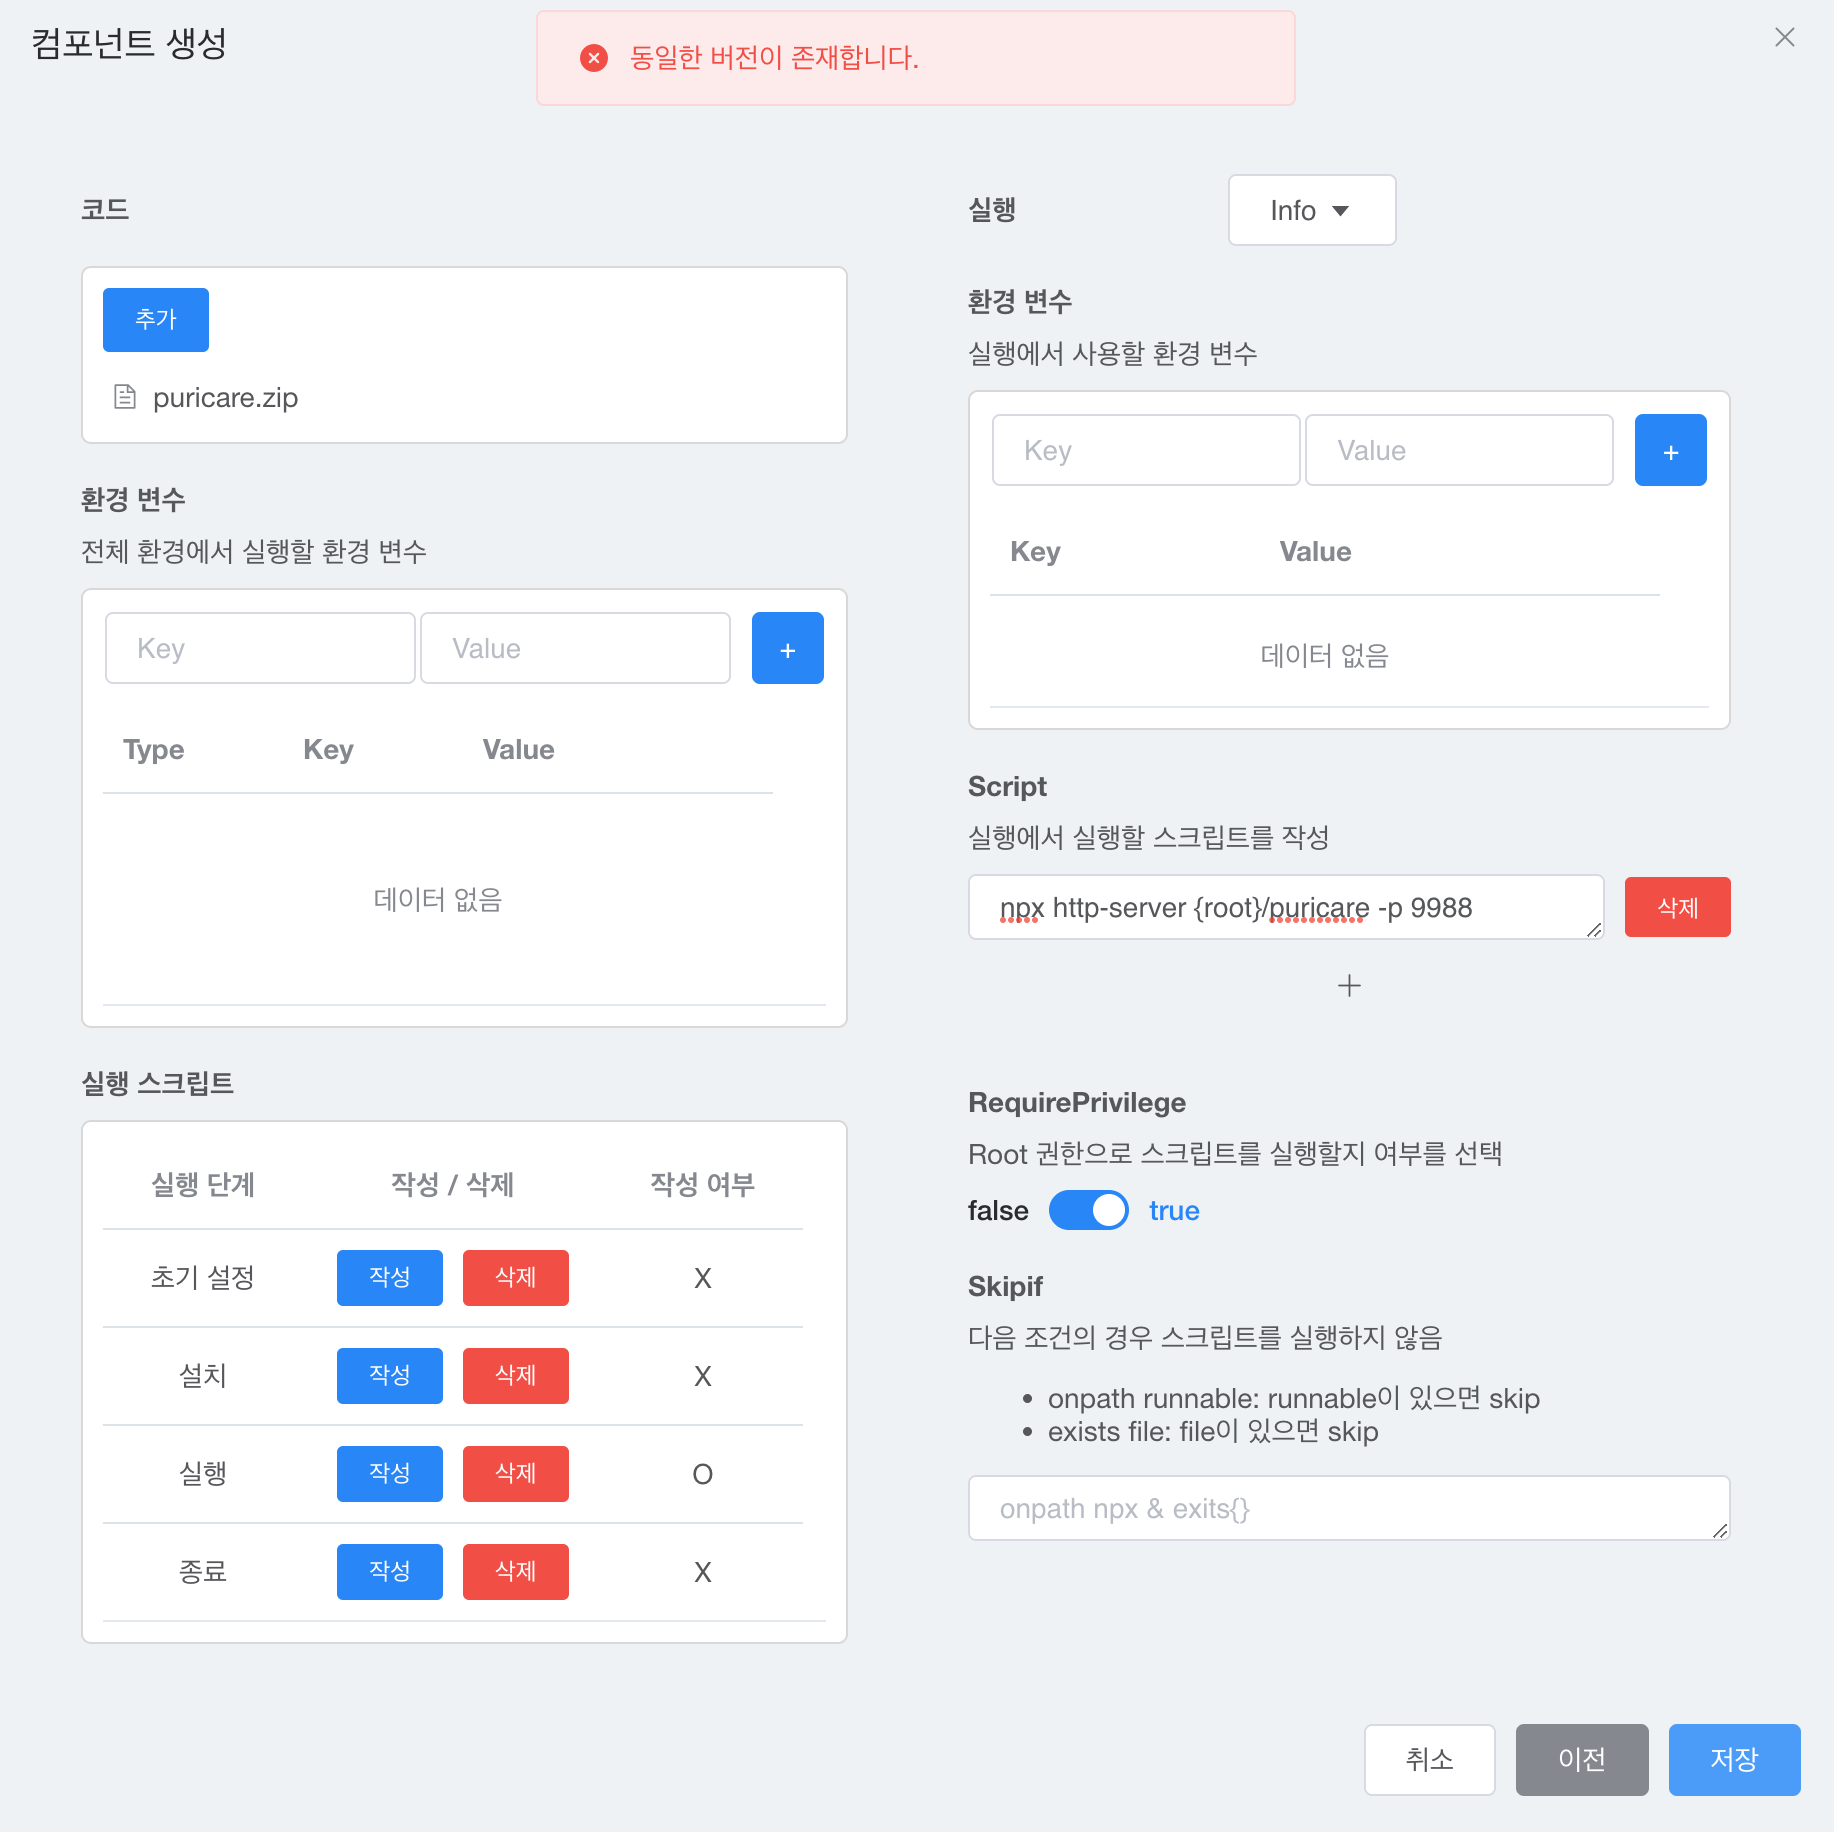 컴포넌트 생성
동일한 버전이 존재합니다.
코드
추가
puricare.zip
환경 변수
전체 환경에서 실행할 환경 변수
Key Value +
Type Key Value
데이터 없음
실행 스크립트
실행 단계 작성 / 삭제 작성 여부
초기 설정 작성 삭제 X
설치 작성 삭제 X
실행 작성 삭제 O
종료 작성 삭제 X
실행 Info
환경 변수
실행에서 사용할 환경 변수
Key Value +
Key Value
데이터 없음
Script
실행에서 실행할 스크립트를 작성
npx http-server {root}/puricare -p 9988 삭제
+
RequirePrivilege
Root 권한으로 스크립트를 실행할지 여부를 선택
false true
Skipif
다음 조건의 경우 스크립트를 실행하지 않음
• onpath runnable: runnable이 있으면 skip
• exists file: file이 있으면 skip
onpath npx & exits{}
취소 이전 저장